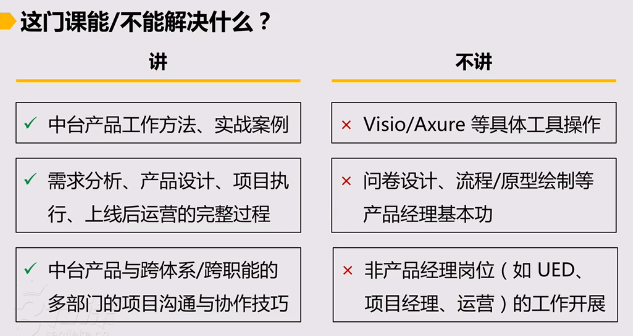 这门课能/不能解决什么？
讲
不讲
✓ 中台产品工作方法、实战案例
× Visio/Axure 等具体工具操作
✓ 需求分析、产品设计、项目执
行、上线后运营的完整过程
× 问卷设计、流程/原型绘制等
产品经理基本功
✓ 中台产品与跨体系/跨职能的
多部门的项目沟通与协作技巧
× 非产品经理岗位（如 UED、
项目经理、运营）的工作开展